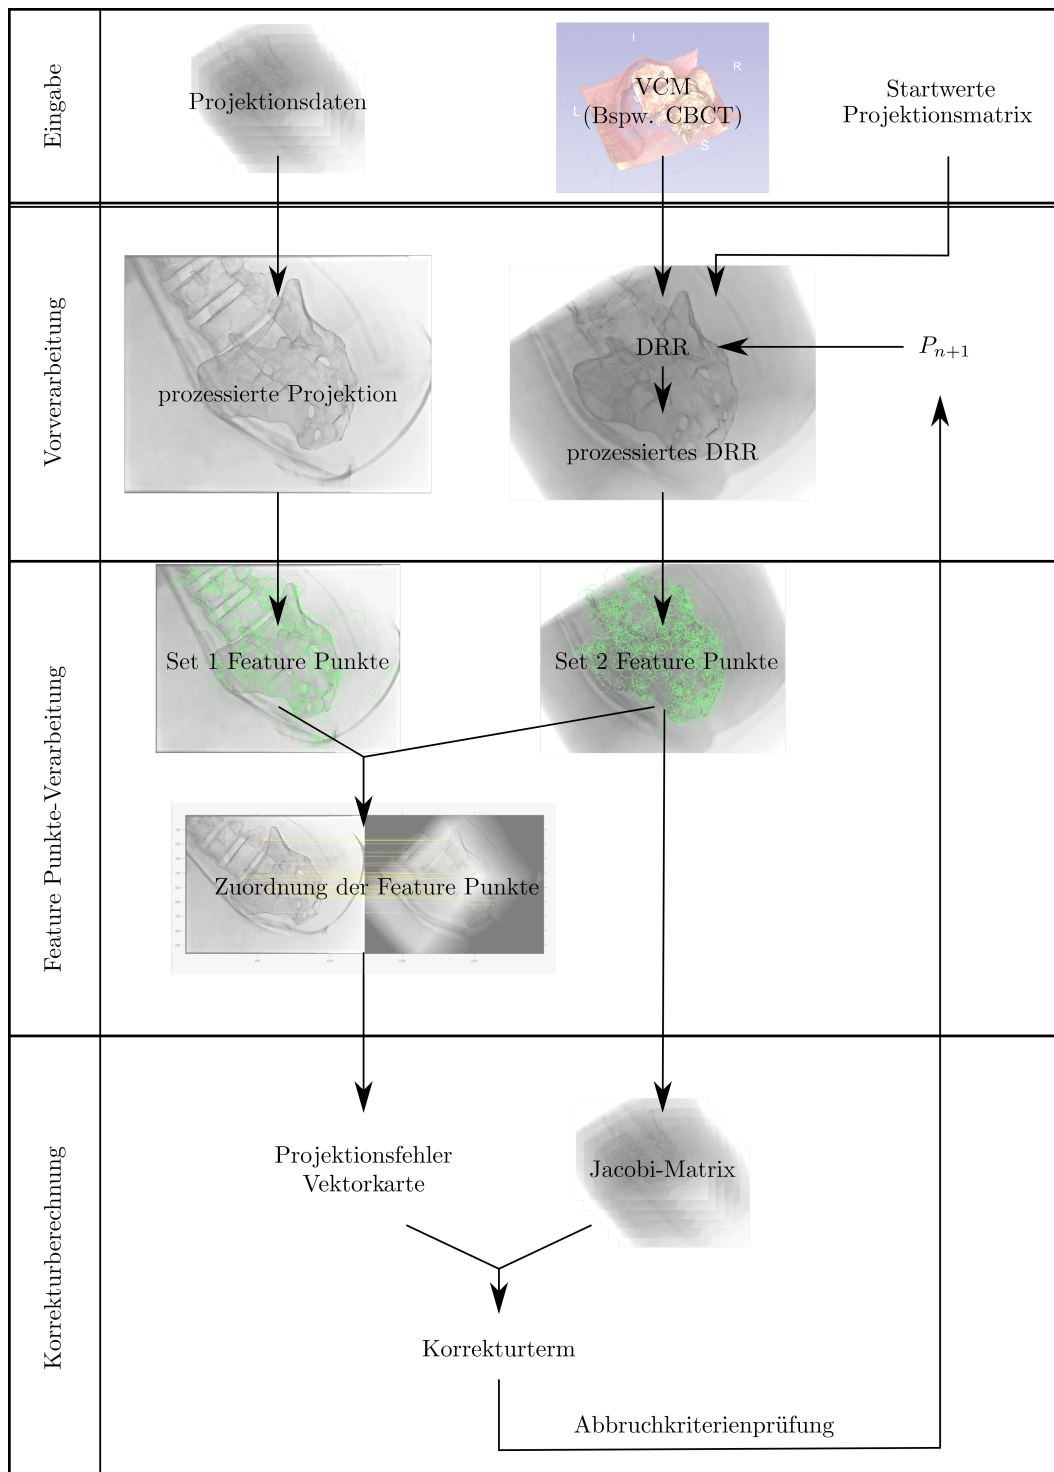 Eingabe
Projektionsdaten
I
R
L
S
VCM
(Bspw. CBCT)
Startwerte
Projektionsmatrix
Vorverarbeitung
prozessierte Projektion
DRR
prozessiertes DRR
P_{n+1}
Feature Punkte-Verarbeitung
Set 1 Feature Punkte
Set 2 Feature Punkte
Zuordnung der Feature Punkte
Korrekturberechnung
Projektionsfehler
Vektorkarte
Jacobi-Matrix
Korrekturterm
Abbruchkriterienprüfung